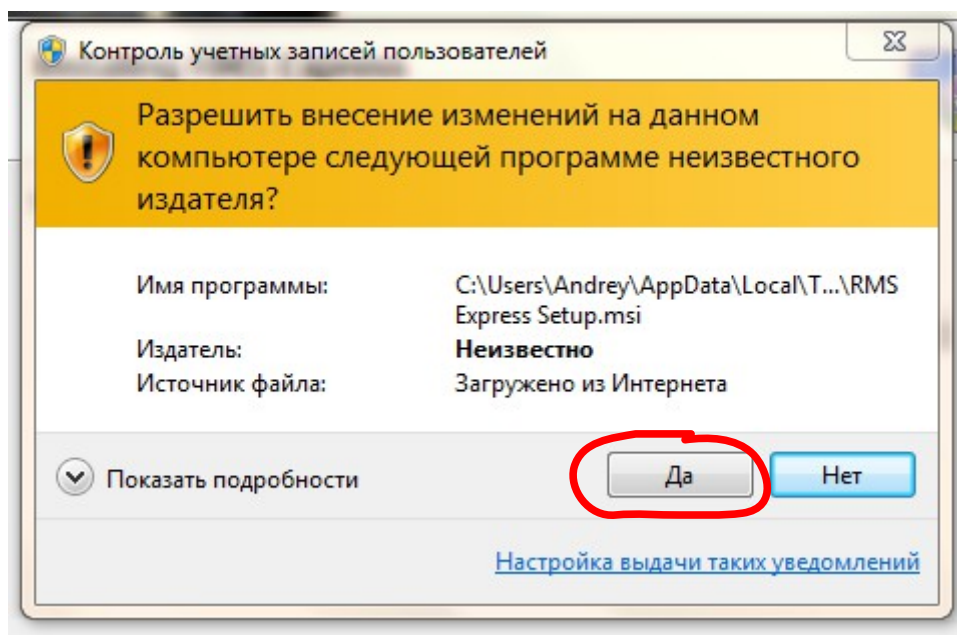 Контроль учетных записей пользователей
Разрешить внесение изменений на данном
компьютере следующей программе неизвестного
издателя?
Имя программы: C:\Users\Andrey\AppData\Local\T...\RMS
Express Setup.msi
Издатель: Неизвестно
Источник файла: Загружено из Интернета
Показать подробности Да Нет
Настройка выдачи таких уведомлений